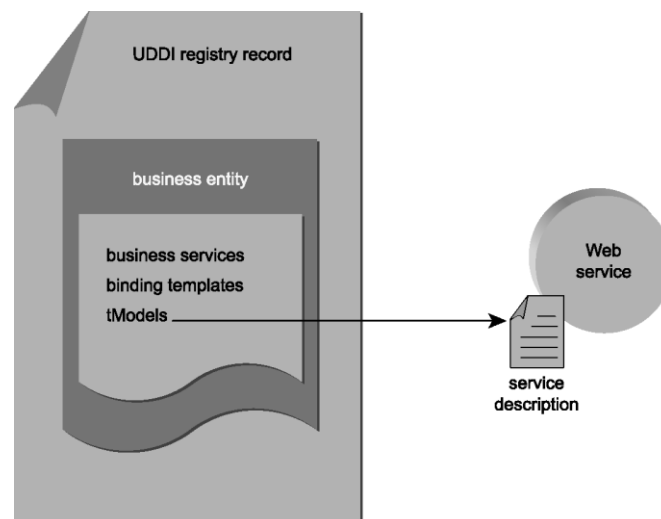 UDDI registry record
business entity
business services
binding templates
tModels
Web
service
service
description